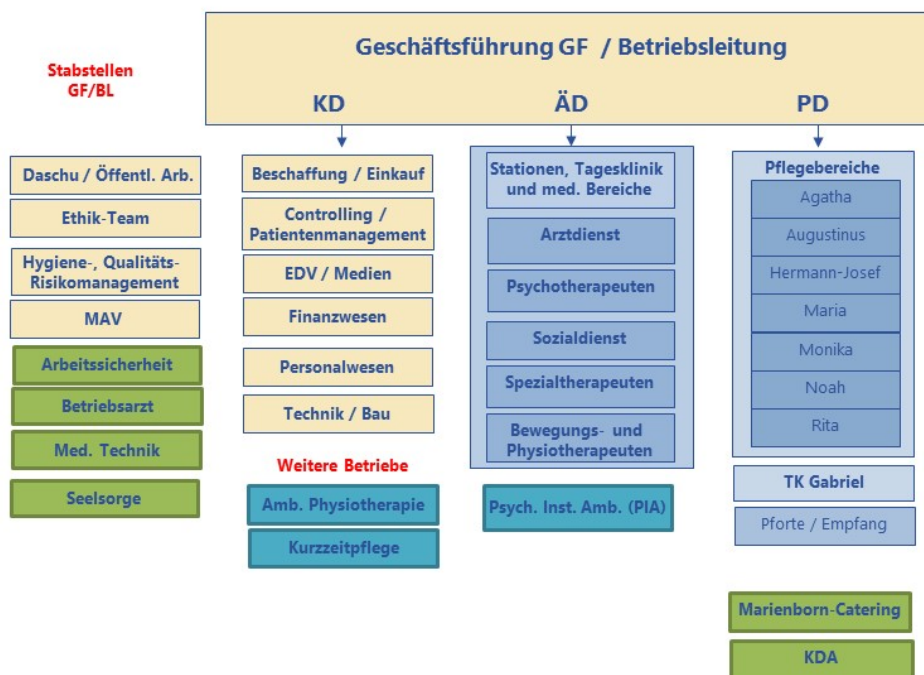 Geschäftsführung GF / Betriebsleitung
KD
ÄD
PD
Stabstellen
GF/BL
Daschu / Öffentl. Arb.
Ethik-Team
Hygiene-, Qualitäts-
Risikomanagement
MAV
Arbeitssicherheit
Betriebsarzt
Med. Technik
Seelsorge
Beschaffung / Einkauf
Controlling /
Patientenmanagement
EDV / Medien
Finanzwesen
Personalwesen
Technik / Bau
Weitere Betriebe
Amb. Physiotherapie
Kurzzeitpflege
Stationen, Tagesklinik
und med. Bereiche
Arztdienst
Psychotherapeuten
Sozialdienst
Spezialtherapeuten
Bewegungs- und
Physiotherapeuten
Psych. Inst. Amb. (PIA)
Pflegebereiche
Agatha
Augustinus
Hermann-Josef
Maria
Monika
Noah
Rita
TK Gabriel
Pforte / Empfang
Marienborn-Catering
KDA